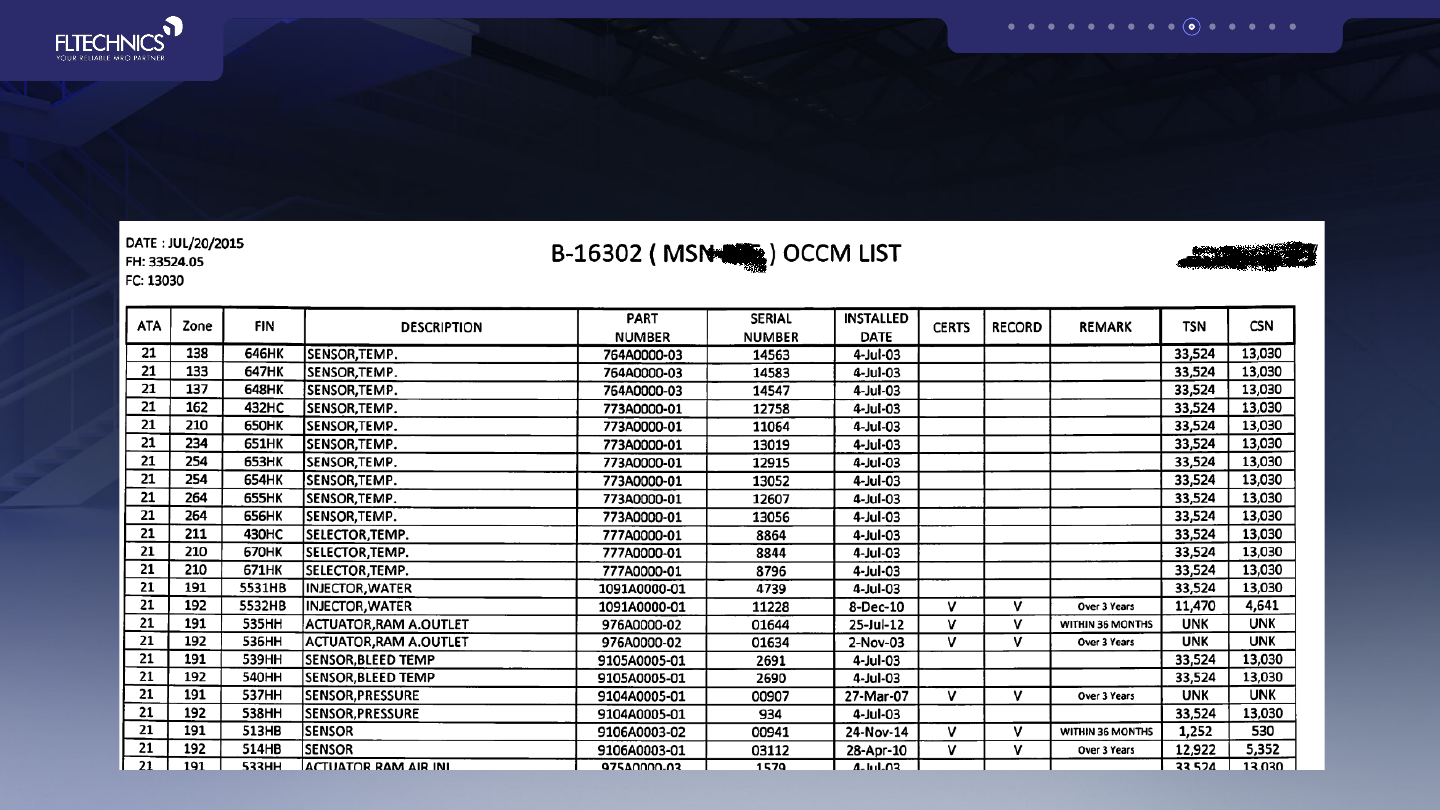 FLTECHNICS
YOUR RELIABLE MRO PARTNER
DATE : JUL/20/2015
FH: 33524.05
FC: 13030
B-16302 ( MSN ) OCCM LIST
ATA Zone FIN DESCRIPTION PART NUMBER SERIAL NUMBER INSTALLED DATE CERTS RECORD REMARK TSN CSN
21 138 646HK SENSOR,TEMP. 764A0000-03 14563 4-Jul-03 33,524 13,030
21 133 647HK SENSOR,TEMP. 764A0000-03 14583 4-Jul-03 33,524 13,030
21 137 648HK SENSOR,TEMP. 764A0000-03 14547 4-Jul-03 33,524 13,030
21 162 432HC SENSOR,TEMP. 773A0000-01 12758 4-Jul-03 33,524 13,030
21 210 650HK SENSOR,TEMP. 773A0000-01 11064 4-Jul-03 33,524 13,030
21 234 651HK SENSOR,TEMP. 773A0000-01 13019 4-Jul-03 33,524 13,030
21 254 653HK SENSOR,TEMP. 773A0000-01 12915 4-Jul-03 33,524 13,030
21 254 654HK SENSOR,TEMP. 773A0000-01 13052 4-Jul-03 33,524 13,030
21 264 655HK SENSOR,TEMP. 773A0000-01 12607 4-Jul-03 33,524 13,030
21 264 656HK SENSOR,TEMP. 773A0000-01 13056 4-Jul-03 33,524 13,030
21 211 430HC SELECTOR,TEMP. 777A0000-01 8864 4-Jul-03 33,524 13,030
21 210 670HK SELECTOR,TEMP. 777A0000-01 8844 4-Jul-03 33,524 13,030
21 210 671HK SELECTOR,TEMP. 777A0000-01 8796 4-Jul-03 33,524 13,030
21 191 5531HB INJECTOR,WATER 1091A0000-01 4739 4-Jul-03 33,524 13,030
21 192 5532HB INJECTOR,WATER 1091A0000-01 11228 8-Dec-10 V V Over 3 Years 11,470 4,641
21 191 535HH ACTUATOR,RAM A.OUTLET 976A0000-02 01644 25-Jul-12 V V WITHIN 36 MONTHS UNK UNK
21 192 536HH ACTUATOR,RAM A.OUTLET 976A0000-02 01634 2-Nov-03 V V Over 3 Years UNK UNK
21 191 539HH SENSOR,BLEED TEMP 9105A0005-01 2691 4-Jul-03 33,524 13,030
21 192 540HH SENSOR,BLEED TEMP 9105A0005-01 2690 4-Jul-03 33,524 13,030
21 191 537HH SENSOR,PRESSURE 9104A0005-01 00907 27-Mar-07 V V Over 3 Years UNK UNK
21 192 538HH SENSOR,PRESSURE 9104A0005-01 934 4-Jul-03 33,524 13,030
21 191 513HB SENSOR 9106A0003-02 00941 24-Nov-14 V V WITHIN 36 MONTHS 1,252 530
21 192 514HB SENSOR 9106A0003-01 03112 28-Apr-10 V V Over 3 Years 12,922 5,352
21 191 533HH ACTUATOR,RAM AIR INL 975A0000-03 1579 4-Jul-03 33,524 13,030